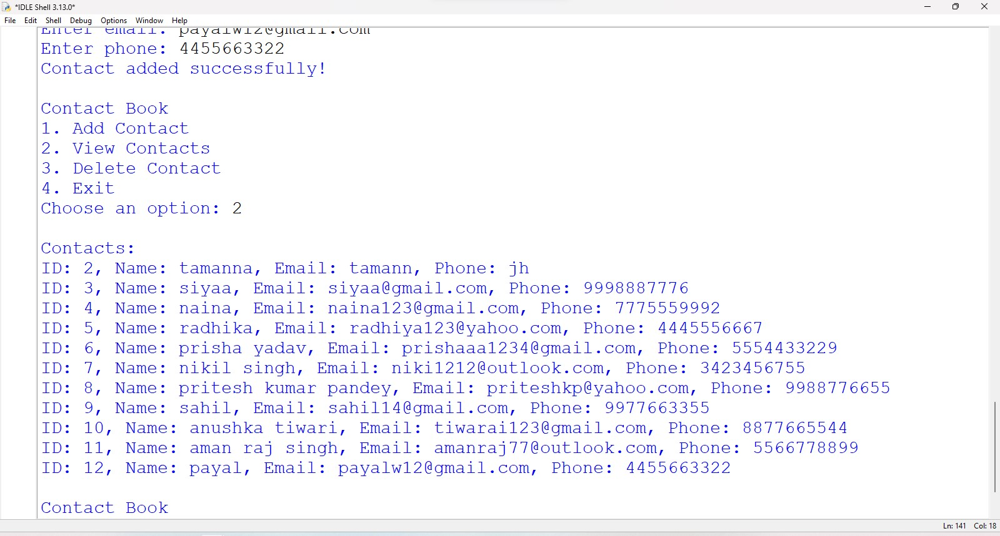 *IDLE Shell 3.13.0*
File Edit Shell Debug Options Window Help
Enter email: payalw12@gmail.com
Enter phone: 4455663322
Contact added successfully!
Contact Book
1. Add Contact
2. View Contacts
3. Delete Contact
4. Exit
Choose an option: 2
Contacts:
ID: 2, Name: tamanna, Email: tamann, Phone: jh
ID: 3, Name: siyaa, Email: siyaa@gmail.com, Phone: 9998887776
ID: 4, Name: naina, Email: naina123@gmail.com, Phone: 7775559992
ID: 5, Name: radhika, Email: radhiya123@yahoo.com, Phone: 4445556667
ID: 6, Name: prisha yadav, Email: prishaaa1234@gmail.com, Phone: 5554433229
ID: 7, Name: nikil singh, Email: niki1212@outlook.com, Phone: 3423456755
ID: 8, Name: pritesh kumar pandey, Email: priteshkp@yahoo.com, Phone: 9988776655
ID: 9, Name: sahil, Email: sahil14@gmail.com, Phone: 9977663355
ID: 10, Name: anushka tiwari, Email: tiwarai123@gmail.com, Phone: 8877665544
ID: 11, Name: aman raj singh, Email: amanraj77@outlook.com, Phone: 5566778899
ID: 12, Name: payal, Email: payalw12@gmail.com, Phone: 4455663322
Contact Book
Ln: 141 Col: 18